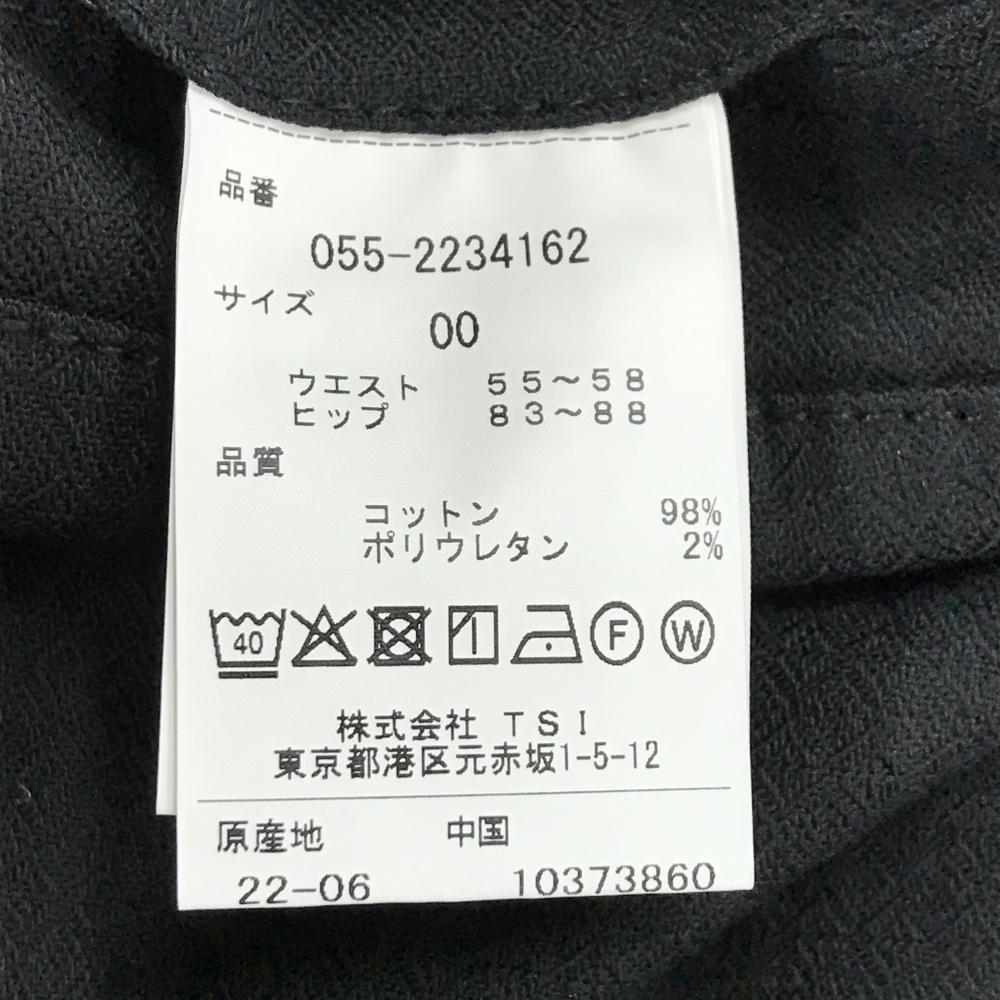 品番
055-2234162
サイズ
00
ウエスト 55～58
ヒップ 83～88
品質
コットン 98%
ポリウレタン 2%
40 F W
株式会社 TSI
東京都港区元赤坂1-5-12
原産地 中国
22-06 10373860